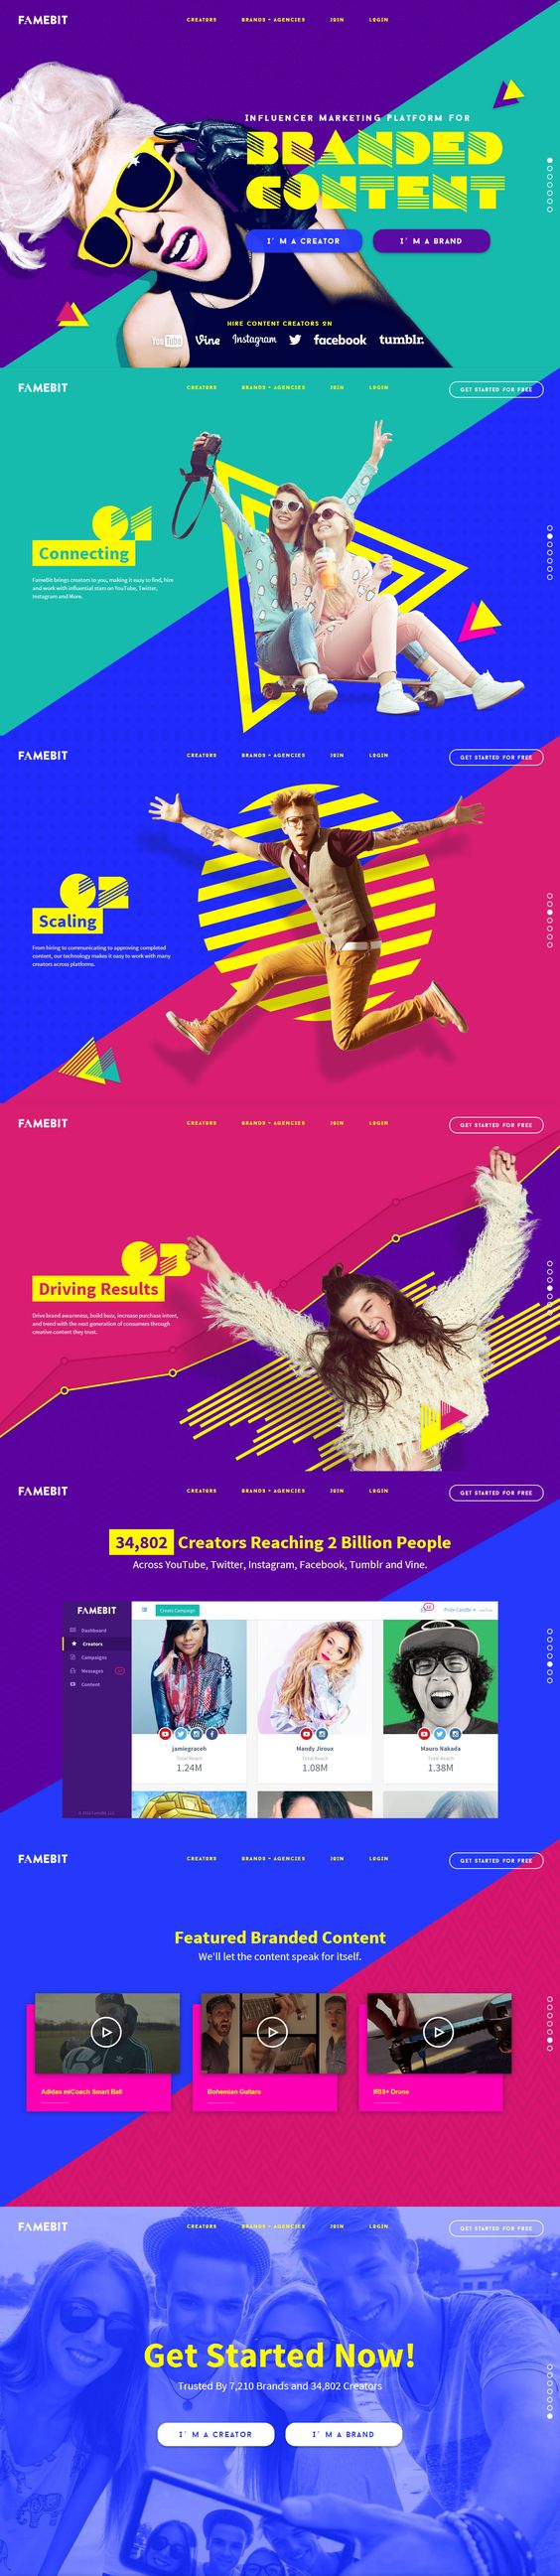 FAMEBIT
CREATORS BRANDS + AGENCIES JOIN LOGIN
INFLUENCER MARKETING PLATFORM FOR
BRANDED
CONTENT
I' M A CREATOR I' M A BRAND
HIRE CONTENT CREATORS ON
YouTube Vine Instagram facebook tumblr.
FAMEBIT
CREATORS BRANDS + AGENCIES JOIN LOGIN
GET STARTED FOR FREE
01
Connecting
FameBit brings creators to you, making it easy to find, hire
and work with influential stars on YouTube, Twitter,
Instagram and More.
FAMEBIT
CREATORS BRANDS + AGENCIES JOIN LOGIN
GET STARTED FOR FREE
02
Scaling
From hiring to communicating to approving completed
content, our technology makes it easy to work with many
creators across platforms.
FAMEBIT
CREATORS BRANDS + AGENCIES JOIN LOGIN
GET STARTED FOR FREE
03
Driving Results
Drive brand awareness, build buzz, increase purchase intent,
and trend with the next generation of consumers through
creative content they trust.
FAMEBIT
CREATORS BRANDS + AGENCIES JOIN LOGIN
GET STARTED FOR FREE
34,802 Creators Reaching 2 Billion People
Across YouTube, Twitter, Instagram, Facebook, Tumblr and Vine.
FAMEBIT
Create Campaign
Dashboard
Creators
Campaigns
Messages
Content
jamiegraceh
Total Reach
1.24M
Mandy Jiroux
Total Reach
1.08M
Mauro Nakada
Total Reach
1.38M
FAMEBIT
CREATORS BRANDS + AGENCIES JOIN LOGIN
GET STARTED FOR FREE
Featured Branded Content
We'll let the content speak for itself.
Adidas miCoach Smart Ball
Bohemian Guitars
IRIS+ Drone
FAMEBIT
CREATORS BRANDS + AGENCIES JOIN LOGIN
GET STARTED FOR FREE
Get Started Now!
Trusted By 7,210 Brands and 34,802 Creators
I' M A CREATOR I' M A BRAND